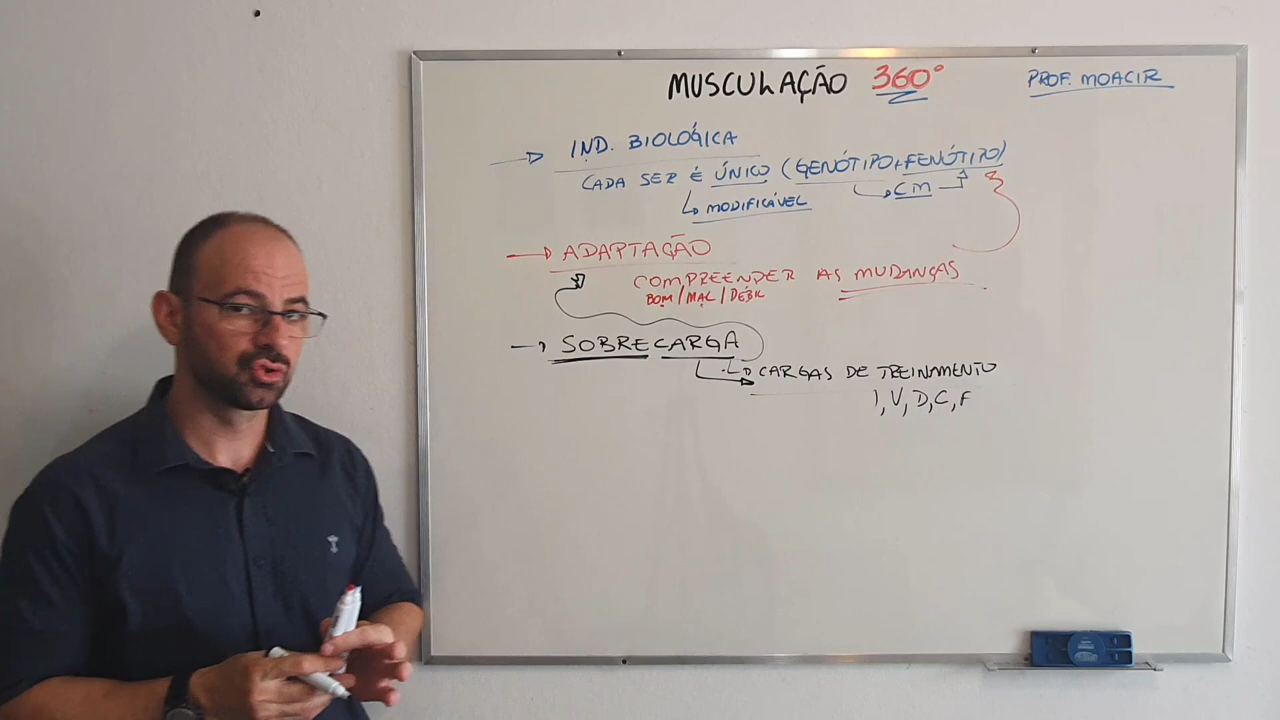 MUSCULAÇÃO 360°
PROF. MOACIR
IND. BIOLÓGICA
CADA SER É ÚNICO (GENÓTIPO+FENÓTIPO)
MODIFICÁVEL
CM
ADAPTAÇÃO
COMPREENDER AS MUDANÇAS
BOM/MAL/DÉBIL
SOBRECARGA
CARGAS DE TREINAMENTO
I, V, D, C, F